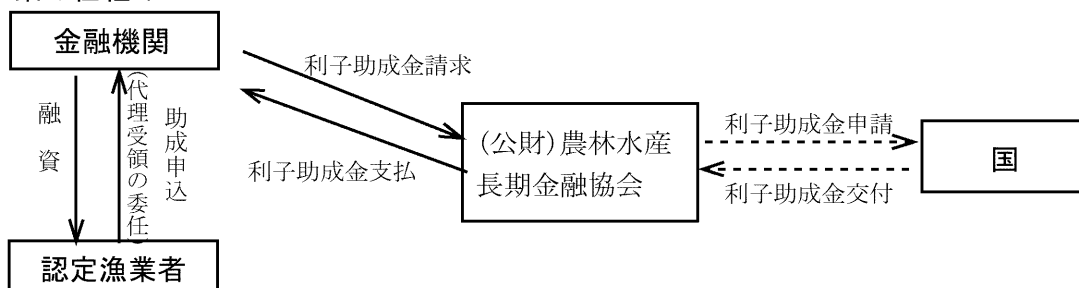 金融機関
利子助成金請求
融資
助成申込
(代理受領の委任)
(公財)農林水産
長期金融協会
利子助成金申請
国
利子助成金支払
利子助成金交付
認定漁業者